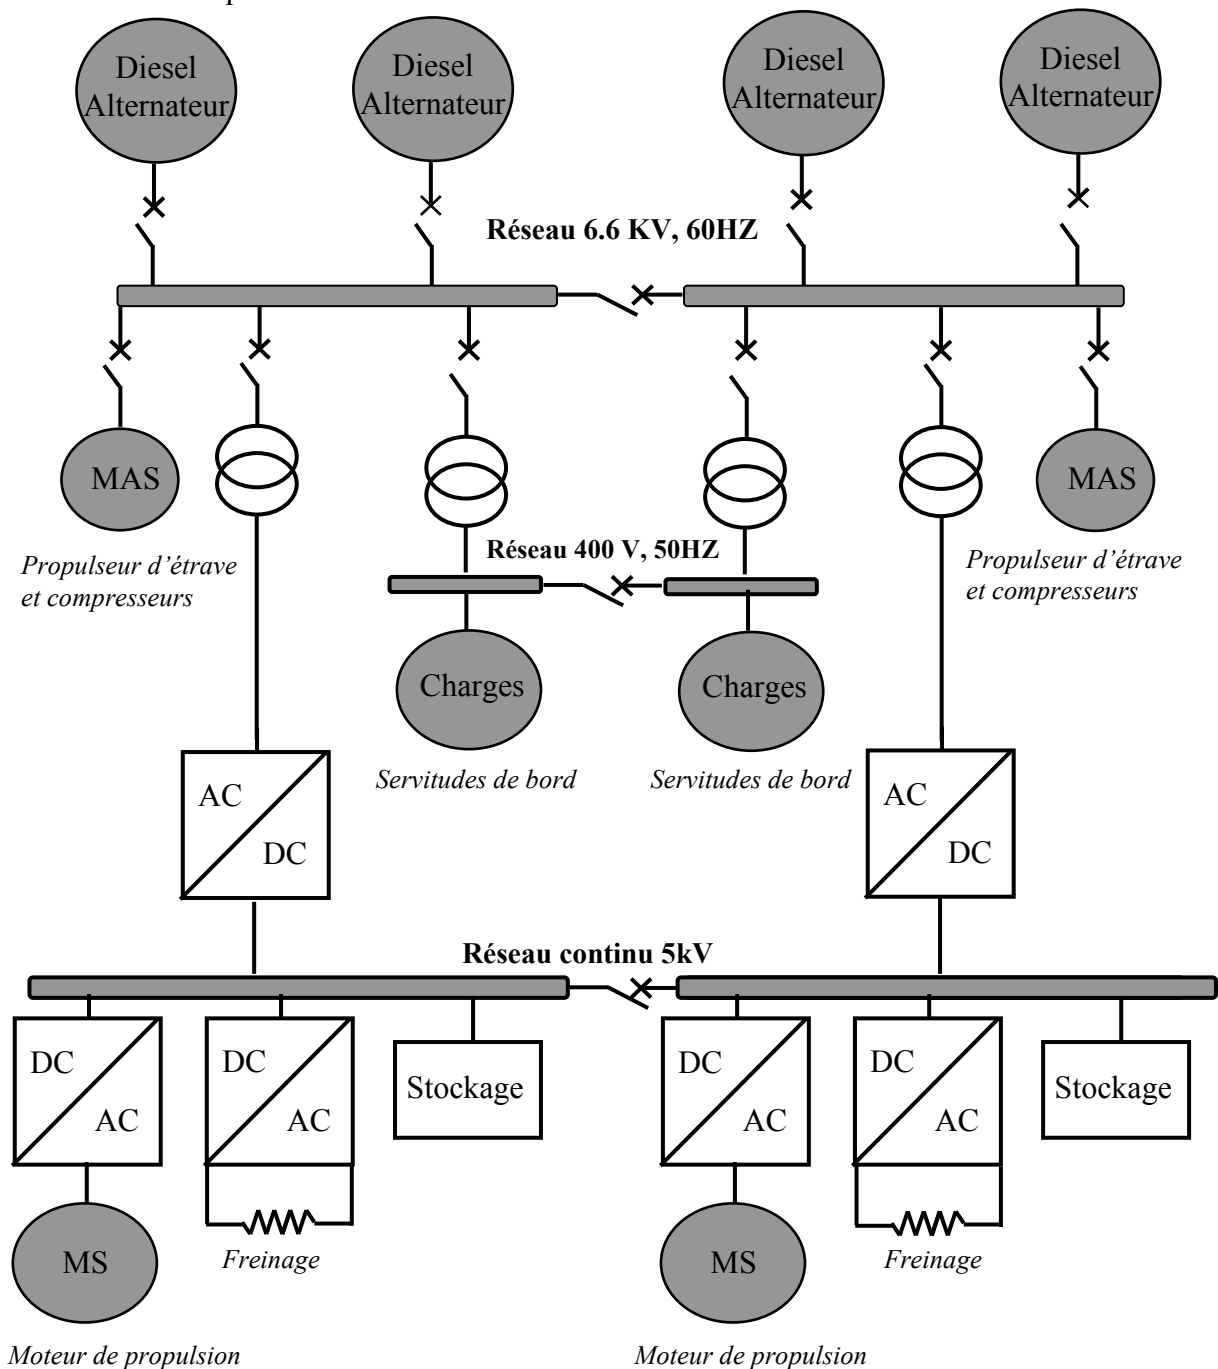 Diesel
Alternateur
Diesel
Alternateur
Diesel
Alternateur
Diesel
Alternateur
Réseau 6.6 KV, 60HZ
MAS
MAS
Propulseur d’étrave
et compresseurs
Réseau 400 V, 50HZ
Propulseur d’étrave
et compresseurs
Charges
Charges
Servitudes de bord
Servitudes de bord
AC
DC
AC
DC
Réseau continu 5kV
DC
AC
DC
AC
Stockage
DC
AC
DC
AC
Stockage
MS
Freinage
MS
Freinage
Moteur de propulsion
Moteur de propulsion